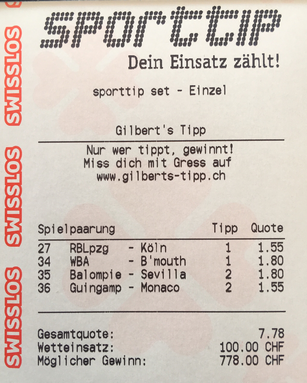 sporttip
Dein Einsatz zählt!
sporttip set - Einzel
Gilbert's Tipp
Nur wer tippt, gewinnt!
Miss dich mit Gress auf
www.gilberts-tipp.ch
Spielpaarung Tipp Quote
27 RBLpzg - Köln 1 1.55
34 WBA - B'mouth 1 1.80
35 Balompie - Sevilla 2 1.80
36 Guingamp - Monaco 2 1.55
Gesamtquote: 7.78
Wetteinsatz: 100.00 CHF
Möglicher Gewinn: 778.00 CHF
SWISSLOS
SWISSLOS
SWISSLOS